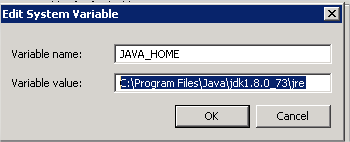 Edit System Variable
Variable name: JAVA_HOME
Variable value: C:\Program Files\Java\jdk1.8.0_73\jre
OK Cancel